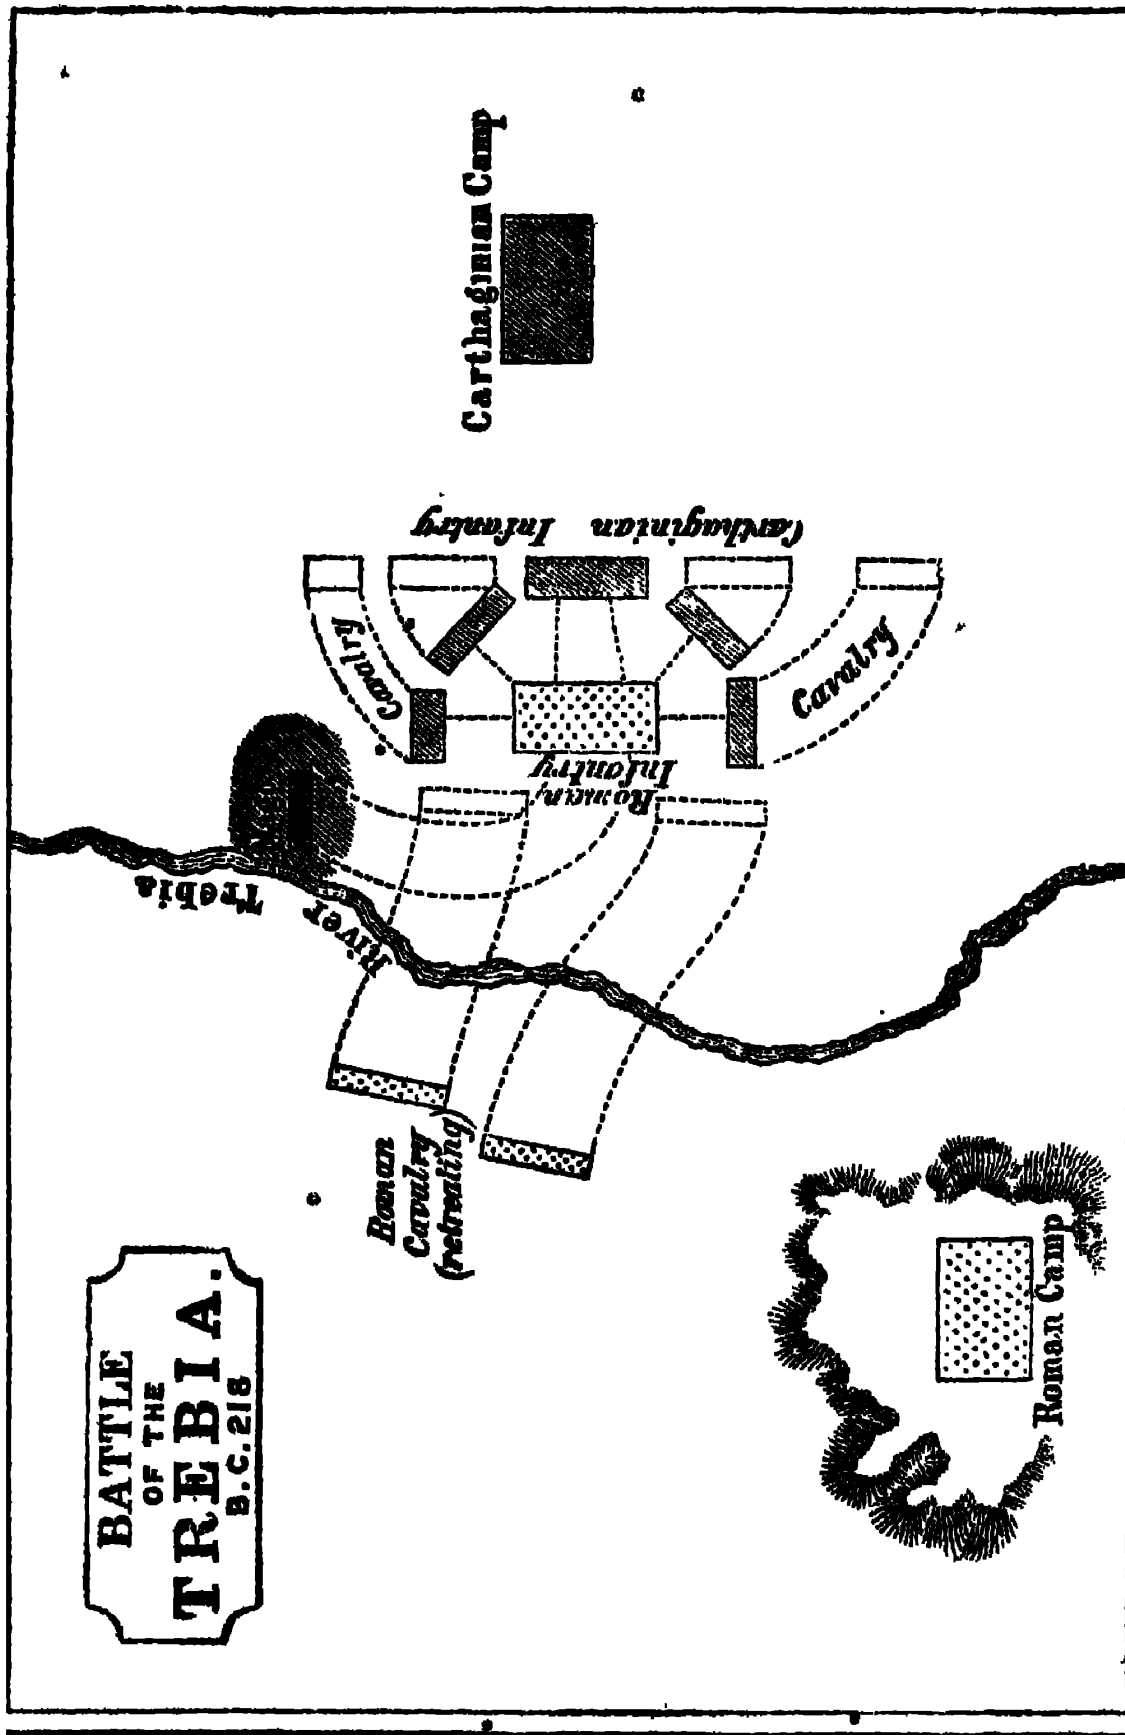 BATTLE
OF THE
TREBIA.
B.C. 218
Carthaginian Camp
Carthaginian Infantry
Cavalry
Cavalry
Roman
Infantry
River Trebia
Roman
Cavalry
(retreating)
Roman Camp